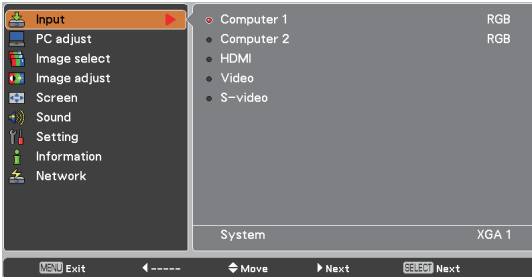 Input
PC adjust
Image select
Image adjust
Screen
Sound
Setting
Information
Network
Computer 1 RGB
Computer 2 RGB
HDMI
Video
S-video
System XGA 1
MENU Exit ----- Move Next SELECT Next